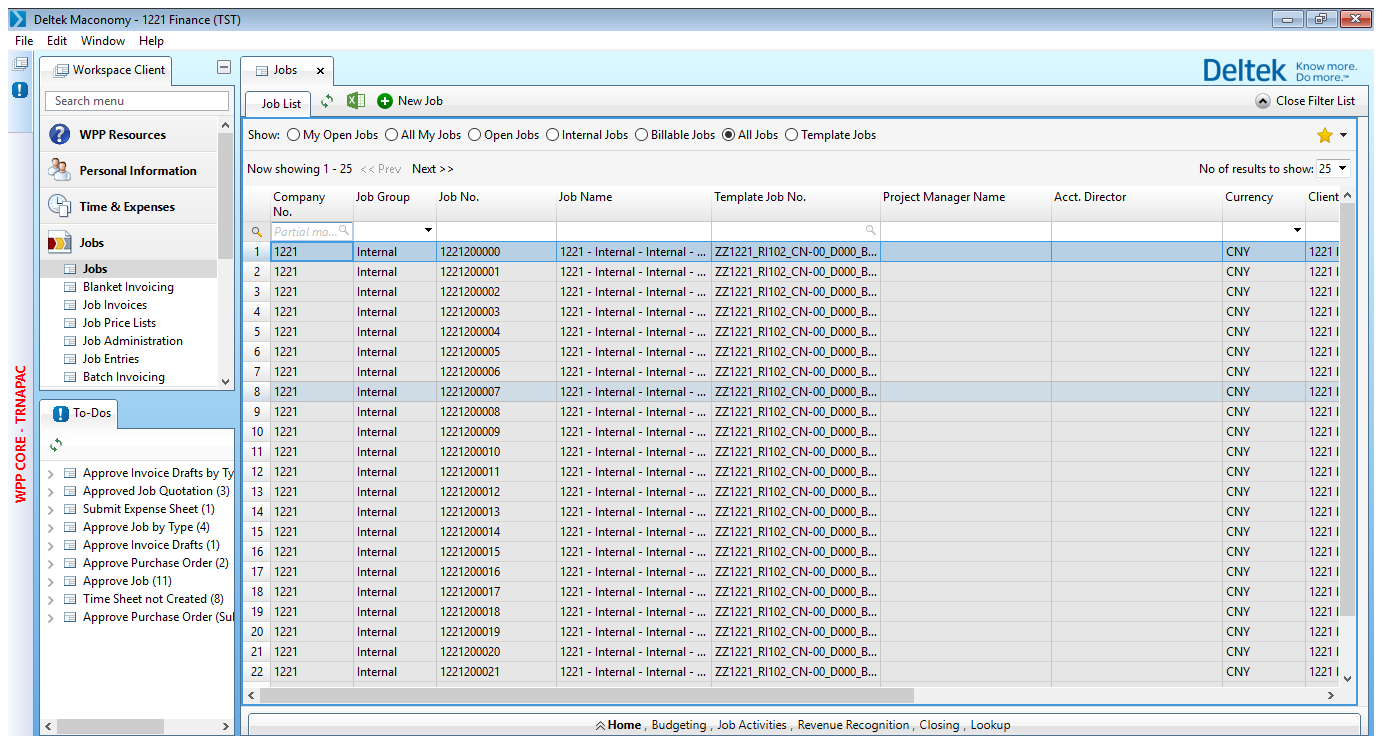 Deltek Maconomy - 1221 Finance (TST)
File Edit Window Help
Workspace Client
Search menu
WPP Resources
Personal Information
Time & Expenses
Jobs
Jobs
Blanket Invoicing
Job Invoices
Job Price Lists
Job Administration
Job Entries
Batch Invoicing
WPP CORE - TRNAPAC
To-Dos
Approve Invoice Drafts by Ty
Approved Job Quotation (3)
Submit Expense Sheet (1)
Approve Job by Type (4)
Approve Invoice Drafts (1)
Approve Purchase Order (2)
Approve Job (11)
Time Sheet not Created (8)
Approve Purchase Order (Sul
Jobs x
Deltek Know more.
Do more.™
Job List New Job Close Filter List
Show: My Open Jobs All My Jobs Open Jobs Internal Jobs Billable Jobs All Jobs Template Jobs
Now showing 1 - 25 << Prev Next >> No of results to show: 25
Company No. Job Group Job No. Job Name Template Job No. Project Manager Name Acct. Director Currency Client
Partial ma...
1 1221 Internal 1221200000 1221 - Internal - Internal - ... ZZ1221_RI102_CN-00_D000_B... CNY 1221 I
2 1221 Internal 1221200001 1221 - Internal - Internal - ... ZZ1221_RI102_CN-00_D000_B... CNY 1221 I
3 1221 Internal 1221200002 1221 - Internal - Internal - ... ZZ1221_RI102_CN-00_D000_B... CNY 1221 I
4 1221 Internal 1221200003 1221 - Internal - Internal - ... ZZ1221_RI102_CN-00_D000_B... CNY 1221 I
5 1221 Internal 1221200004 1221 - Internal - Internal - ... ZZ1221_RI102_CN-00_D000_B... CNY 1221 I
6 1221 Internal 1221200005 1221 - Internal - Internal - ... ZZ1221_RI102_CN-00_D000_B... CNY 1221 I
7 1221 Internal 1221200006 1221 - Internal - Internal - ... ZZ1221_RI102_CN-00_D000_B... CNY 1221 I
8 1221 Internal 1221200007 1221 - Internal - Internal - ... ZZ1221_RI102_CN-00_D000_B... CNY 1221 I
9 1221 Internal 1221200008 1221 - Internal - Internal - ... ZZ1221_RI102_CN-00_D000_B... CNY 1221 I
10 1221 Internal 1221200009 1221 - Internal - Internal - ... ZZ1221_RI102_CN-00_D000_B... CNY 1221 I
11 1221 Internal 1221200010 1221 - Internal - Internal - ... ZZ1221_RI102_CN-00_D000_B... CNY 1221 I
12 1221 Internal 1221200011 1221 - Internal - Internal - ... ZZ1221_RI102_CN-00_D000_B... CNY 1221 I
13 1221 Internal 1221200012 1221 - Internal - Internal - ... ZZ1221_RI102_CN-00_D000_B... CNY 1221 I
14 1221 Internal 1221200013 1221 - Internal - Internal - ... ZZ1221_RI102_CN-00_D000_B... CNY 1221 I
15 1221 Internal 1221200014 1221 - Internal - Internal - ... ZZ1221_RI102_CN-00_D000_B... CNY 1221 I
16 1221 Internal 1221200015 1221 - Internal - Internal - ... ZZ1221_RI102_CN-00_D000_B... CNY 1221 I
17 1221 Internal 1221200016 1221 - Internal - Internal - ... ZZ1221_RI102_CN-00_D000_B... CNY 1221 I
18 1221 Internal 1221200017 1221 - Internal - Internal - ... ZZ1221_RI102_CN-00_D000_B... CNY 1221 I
19 1221 Internal 1221200018 1221 - Internal - Internal - ... ZZ1221_RI102_CN-00_D000_B... CNY 1221 I
20 1221 Internal 1221200019 1221 - Internal - Internal - ... ZZ1221_RI102_CN-00_D000_B... CNY 1221 I
21 1221 Internal 1221200020 1221 - Internal - Internal - ... ZZ1221_RI102_CN-00_D000_B... CNY 1221 I
22 1221 Internal 1221200021 1221 - Internal - Internal - ... ZZ1221_RI102_CN-00_D000_B... CNY 1221 I
Home , Budgeting , Job Activities , Revenue Recognition , Closing , Lookup